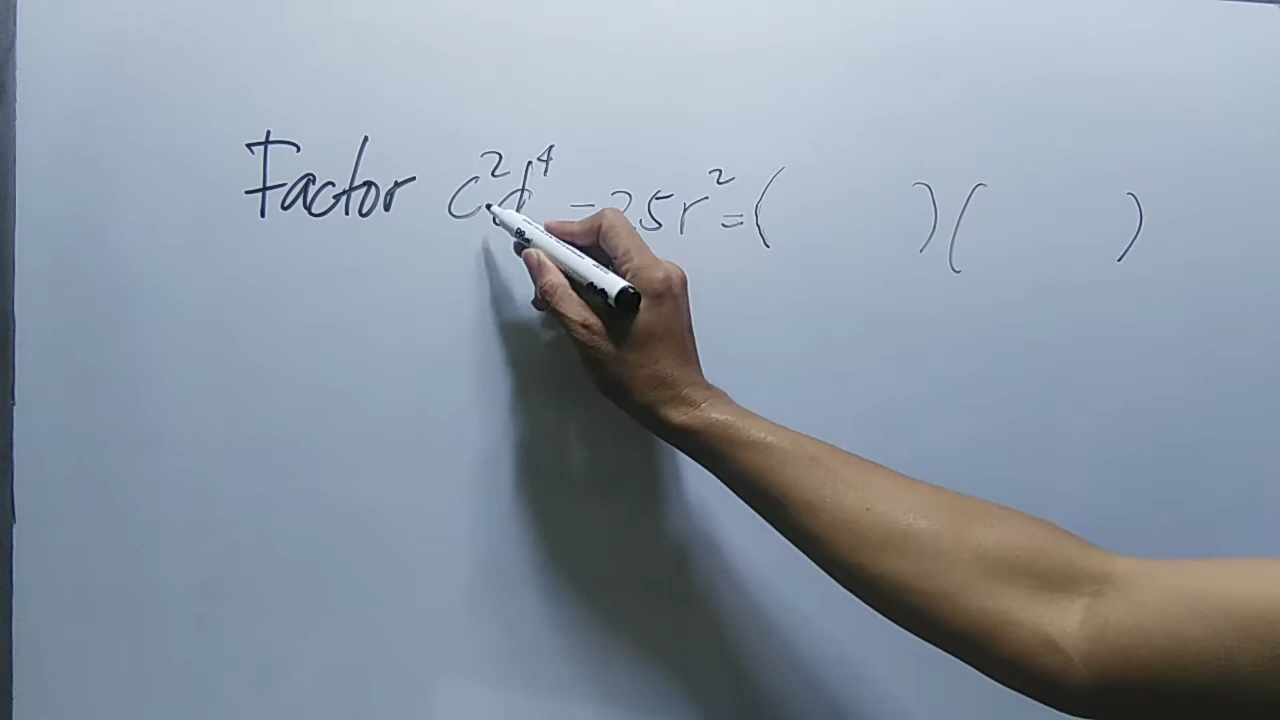 Factor c²d⁴ - 25r² = (          ) (          )